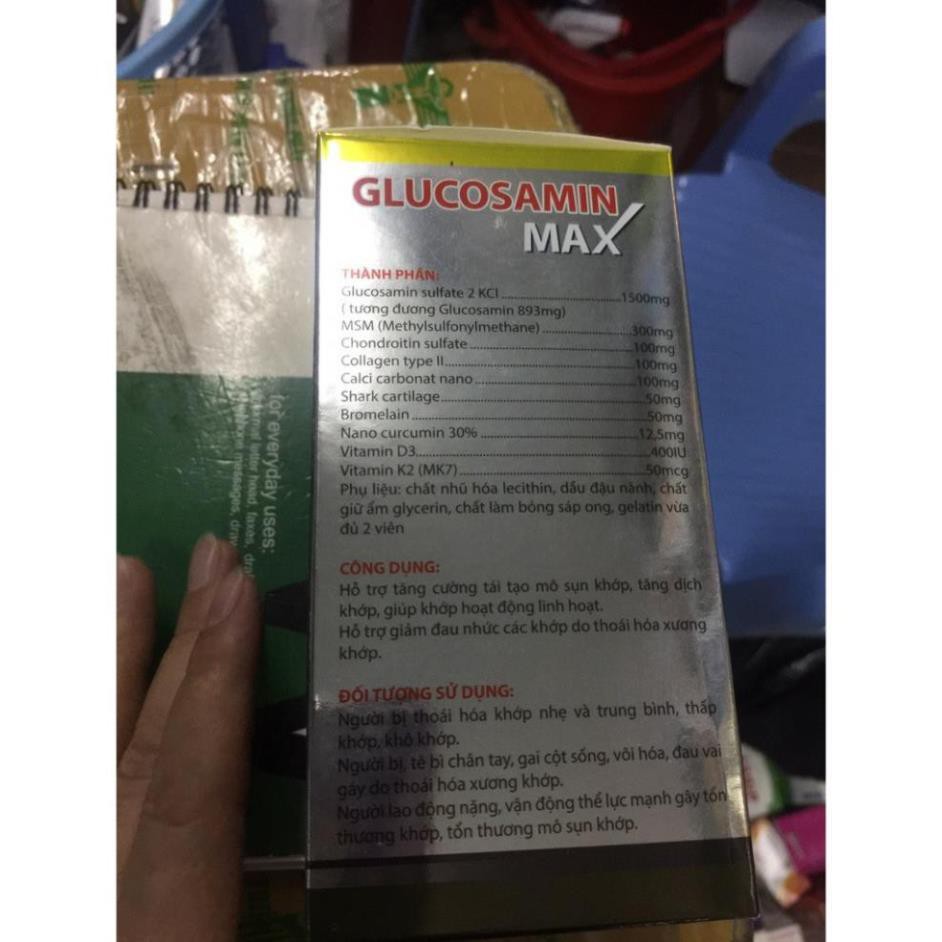 GLUCOSAMIN
MAX
THÀNH PHẦN:
Glucosamin sulfate 2 KCl ........ 1500mg
( tương đương Glucosamin 893mg)
MSM (Methylsulfonylmethane) ........ 300mg
Chondroitin sulfate ........ 100mg
Collagen type II ........ 100mg
Calci carbonat nano ........ 100mg
Shark cartilage ........ 50mg
Bromelain ........ 50mg
Nano curcumin 30% ........ 12,5mg
Vitamin D3 ........ 400IU
Vitamin K2 (MK7) ........ 50mcg
Phụ liệu: chất nhũ hóa lecithin, dầu đậu nành, chất
giữ ẩm glycerin, chất làm bóng sáp ong, gelatin vừa
đủ 2 viên
CÔNG DỤNG:
Hỗ trợ tăng cường tái tạo mô sụn khớp, tăng dịch
khớp, giúp khớp hoạt động linh hoạt.
Hỗ trợ giảm đau nhức các khớp do thoái hóa xương
khớp.
ĐỐI TƯỢNG SỬ DỤNG:
Người bị thoái hóa khớp nhẹ và trung bình, thấp
khớp, khô khớp.
Người bị tê bì chân tay, gai cột sống, vôi hóa, đau vai
gáy do thoái hóa xương khớp.
Người lao động nặng, vận động thể lực mạnh gây tổn
thương khớp, tổn thương mô sụn khớp.
for everyday uses:
faxes,
messages,